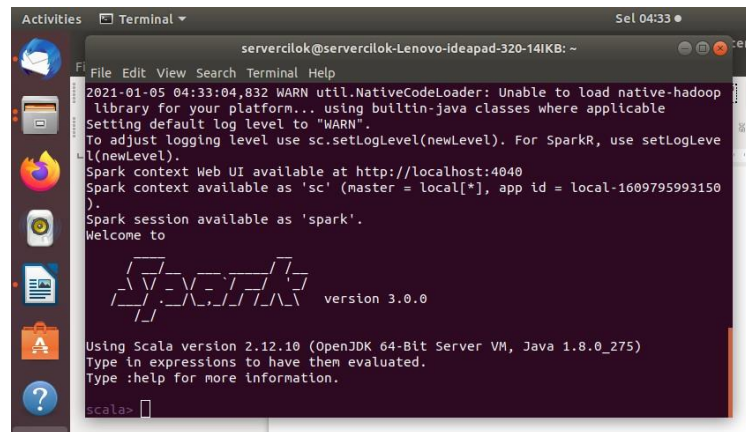 Activities Terminal Sel 04:33
servercilok@servercilok-Lenovo-ideapad-320-14IKB: ~
File Edit View Search Terminal Help
2021-01-05 04:33:04,832 WARN util.NativeCodeLoader: Unable to load native-hadoop
 library for your platform... using builtin-java classes where applicable
Setting default log level to "WARN".
To adjust logging level use sc.setLogLevel(newLevel). For SparkR, use setLogLeve
l(newLevel).
Spark context Web UI available at http://localhost:4040
Spark context available as 'sc' (master = local[*], app id = local-1609795993150
).
Spark session available as 'spark'.
Welcome to
Spark version 3.0.0
Using Scala version 2.12.10 (OpenJDK 64-Bit Server VM, Java 1.8.0_275)
Type in expressions to have them evaluated.
Type :help for more information.
scala>